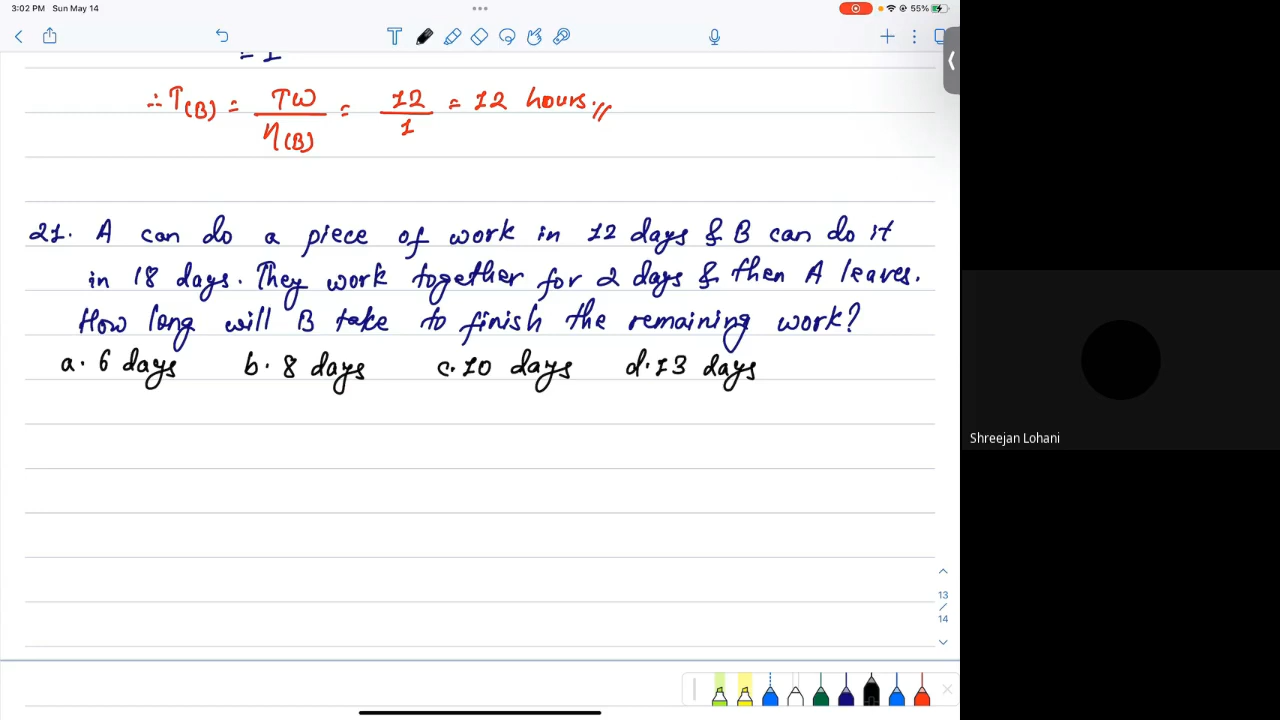 3:02 PM Sun May 14
55%
= 1
∴ T(B) = TW / η(B) = 12 / 1 = 12 hours.//
21. A can do a piece of work in 12 days & B can do it
in 18 days. They work together for 2 days & then A leaves.
How long will B take to finish the remaining work?
a. 6 days b. 8 days c. 10 days d. 13 days
Shreejan Lohani
13
/
14